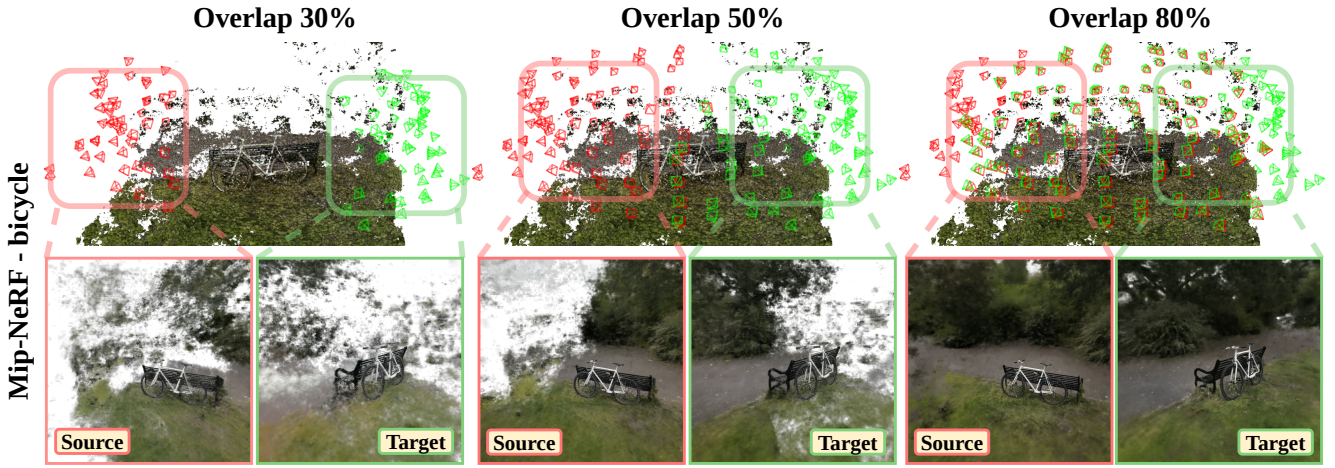 Overlap 30%
Overlap 50%
Overlap 80%
Mip-NeRF - bicycle
Source
Target
Source
Target
Source
Target